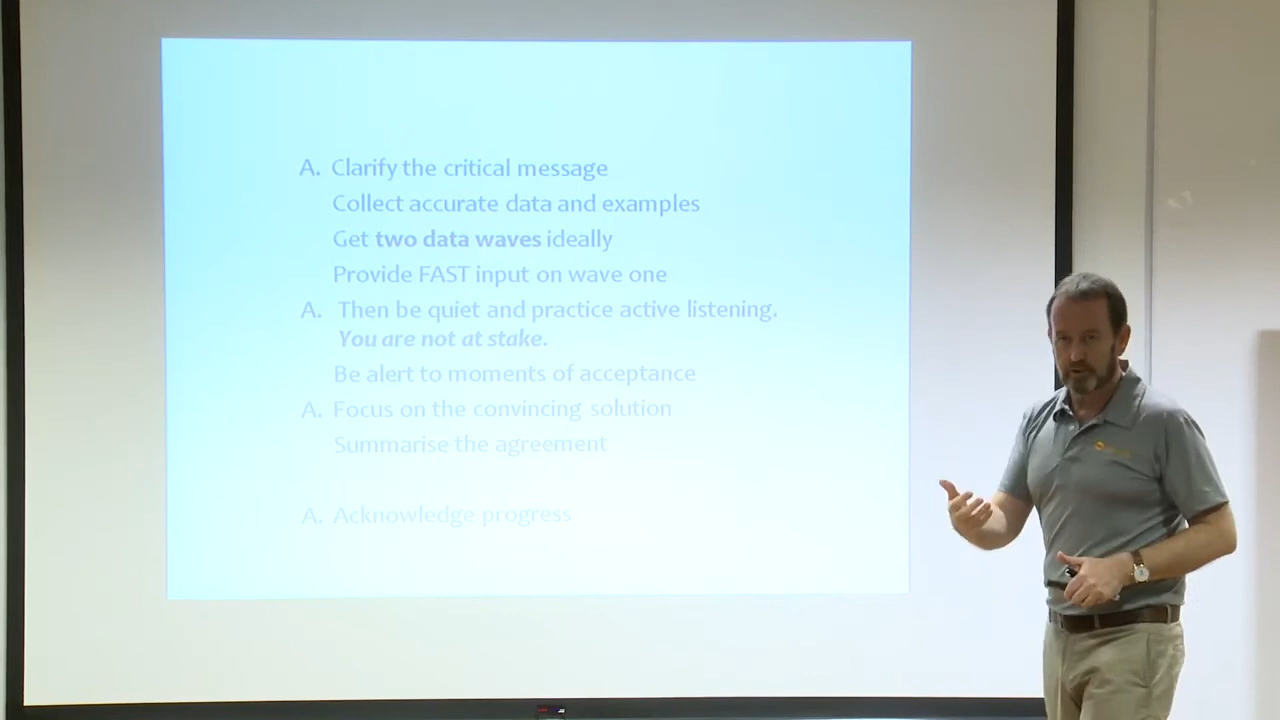 A. Clarify the critical message
Collect accurate data and examples
Get two data waves ideally
Provide FAST input on wave one
A. Then be quiet and practice active listening.
You are not at stake.
Be alert to moments of acceptance
A. Focus on the convincing solution
Summarise the agreement
A. Acknowledge progress